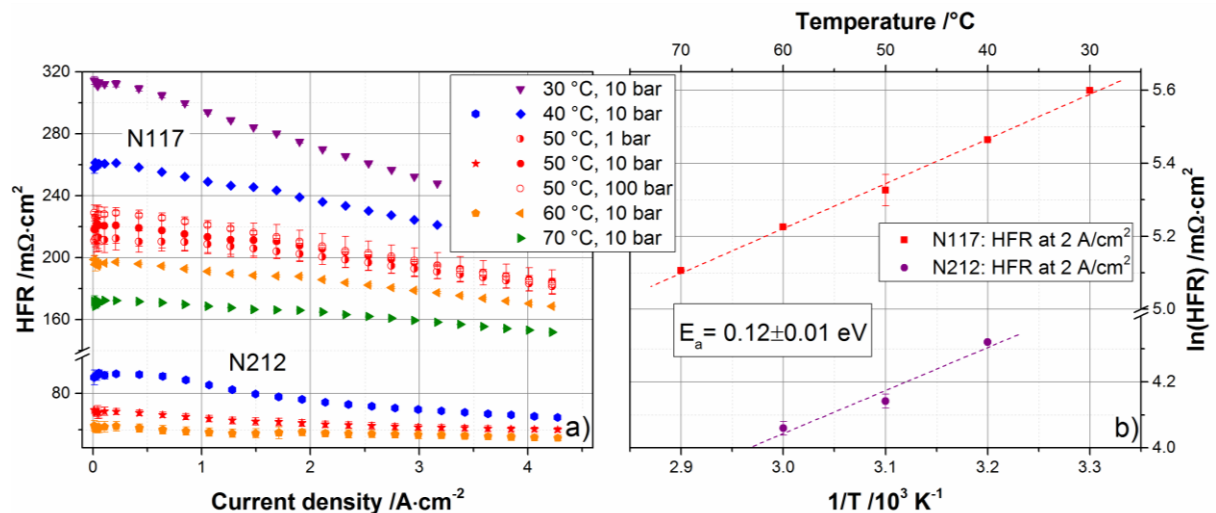 Temperature /°C
70 60 50 40 30
320
280
240
200
160
80
HFR /mΩ·cm²
N117
N212
30 °C, 10 bar
40 °C, 10 bar
50 °C, 1 bar
50 °C, 10 bar
50 °C, 100 bar
60 °C, 10 bar
70 °C, 10 bar
a)
0 1 2 3 4
Current density /A·cm⁻²
N117: HFR at 2 A/cm²
N212: HFR at 2 A/cm²
Eₐ= 0.12±0.01 eV
b)
5.6
5.4
5.2
5.0
4.2
4.0
ln(HFR) /mΩ·cm²
2.9 3.0 3.1 3.2 3.3
1/T /10³ K⁻¹